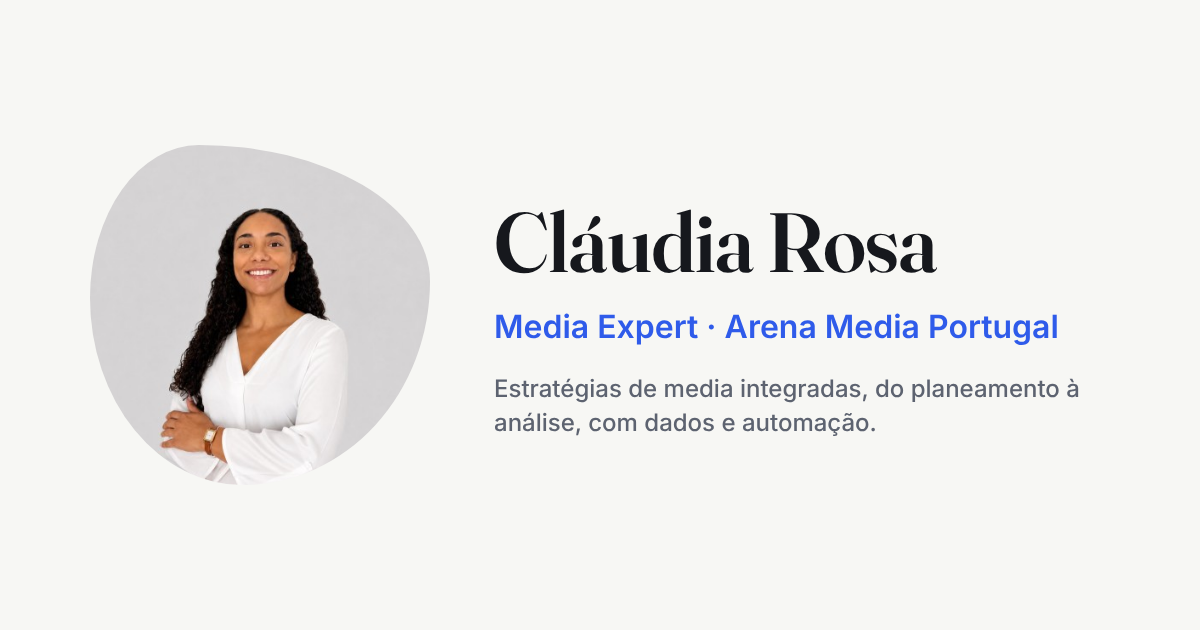 Cláudia Rosa
Media Expert · Arena Media Portugal
Estratégias de media integradas, do planeamento à
análise, com dados e automação.